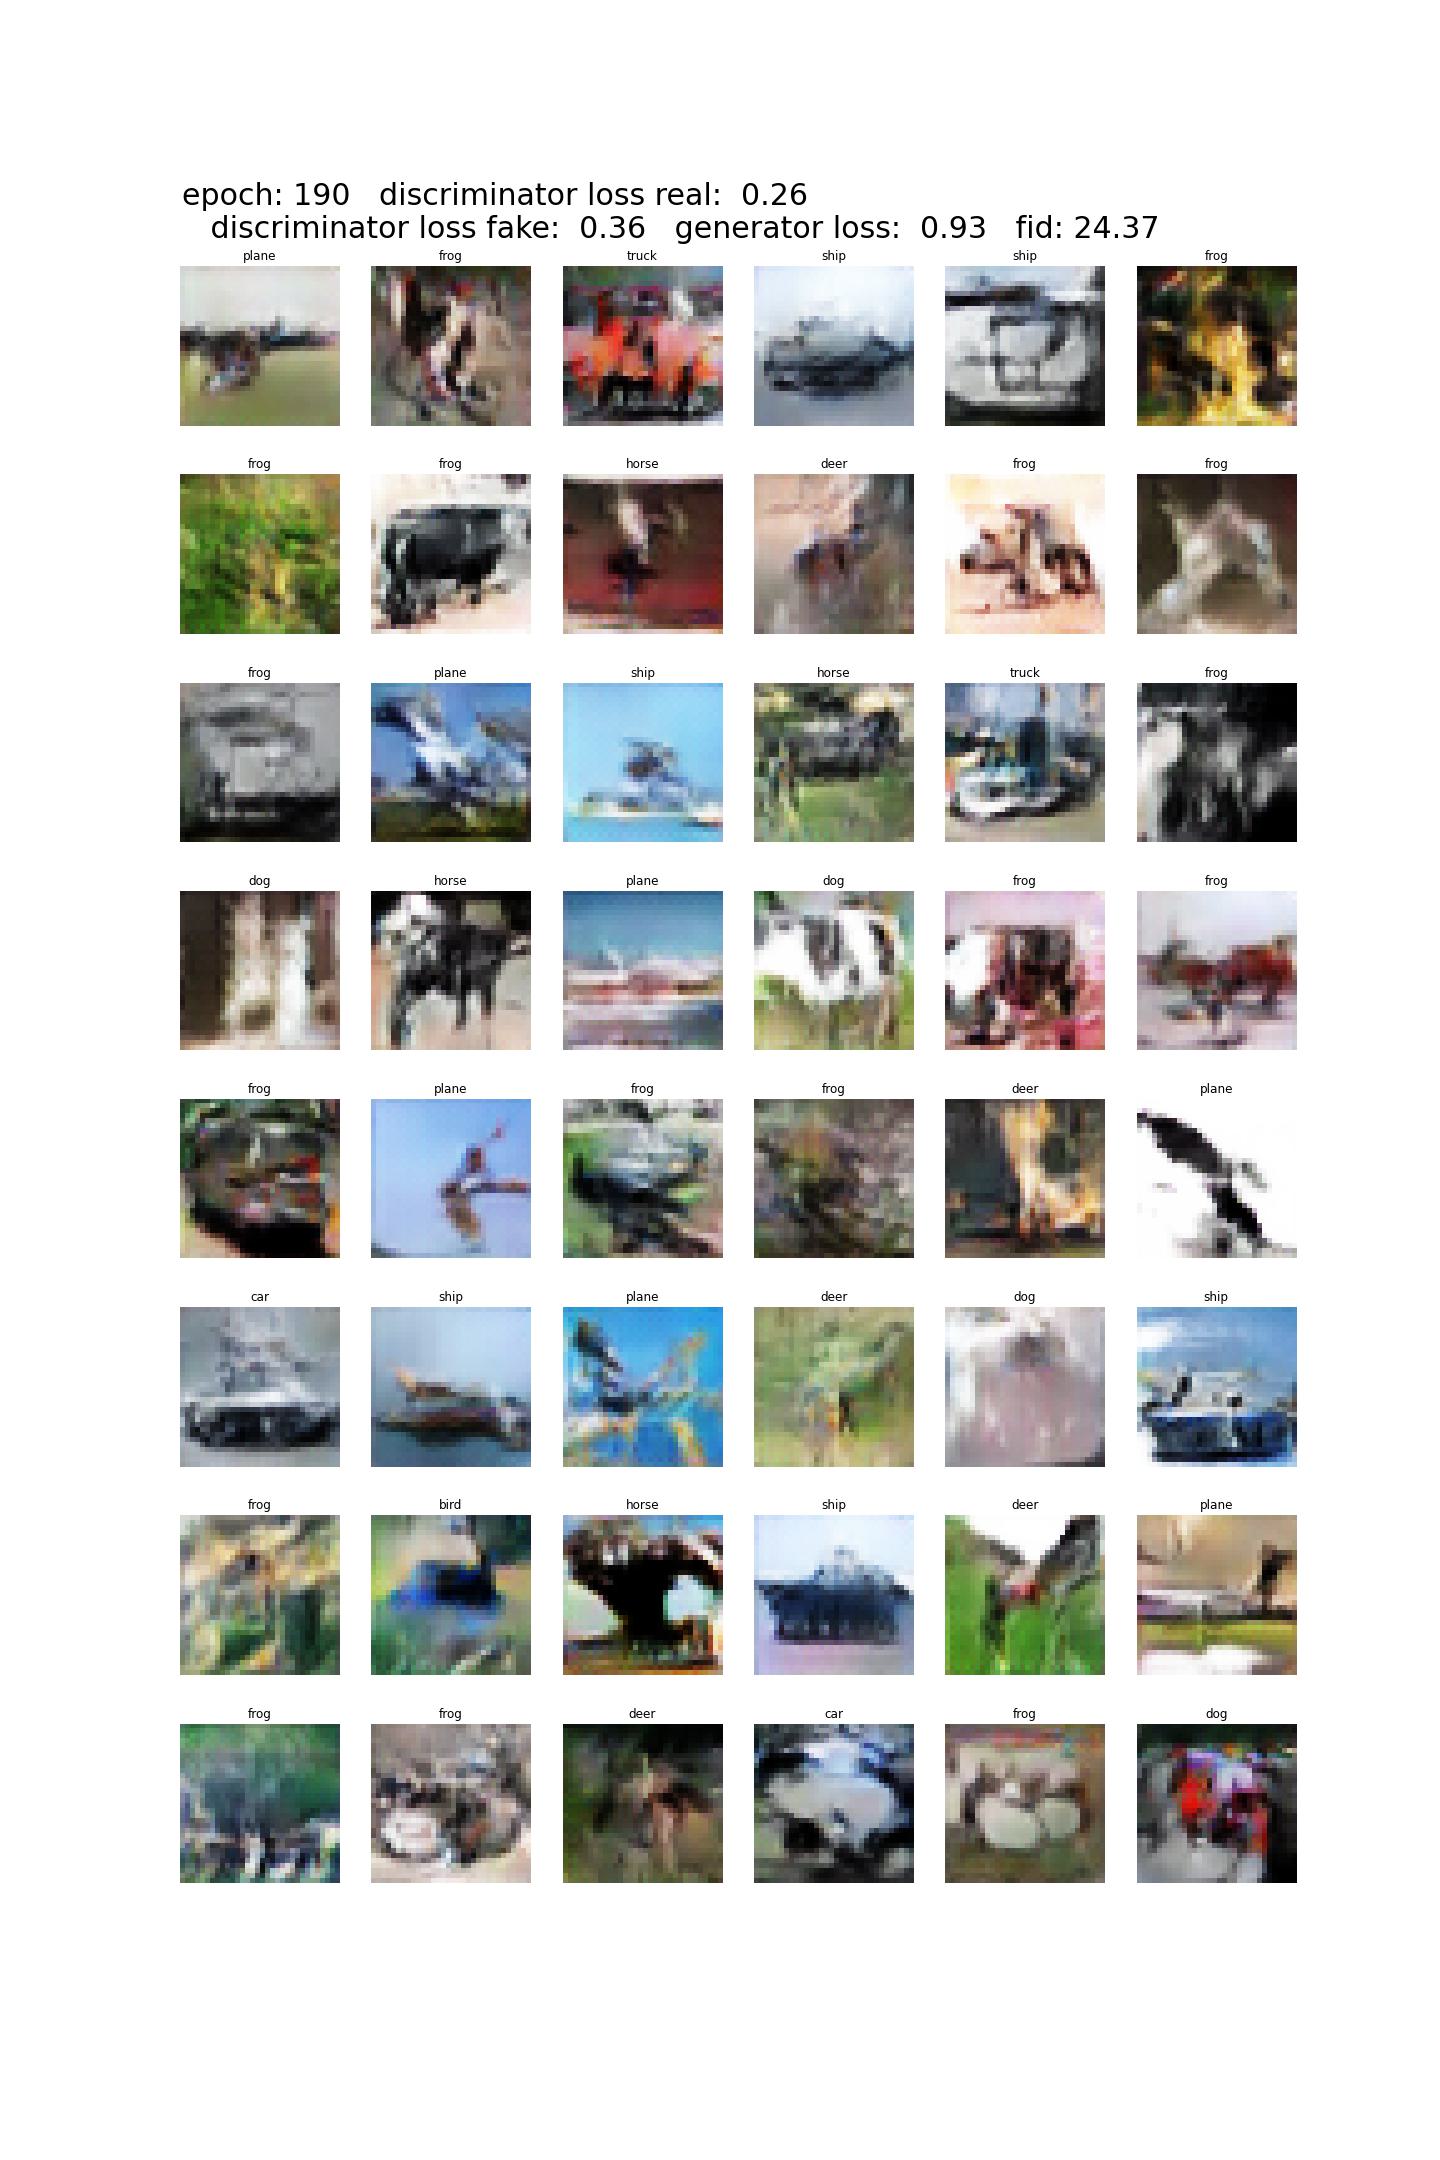 epoch: 190   discriminator loss real:  0.26
discriminator loss fake:  0.36   generator loss:  0.93   fid: 24.37
plane frog truck ship ship frog
frog frog horse deer frog frog
frog plane ship horse truck frog
dog horse plane dog frog frog
frog plane frog frog deer plane
car ship plane deer dog ship
frog bird horse ship deer plane
frog frog deer car frog dog